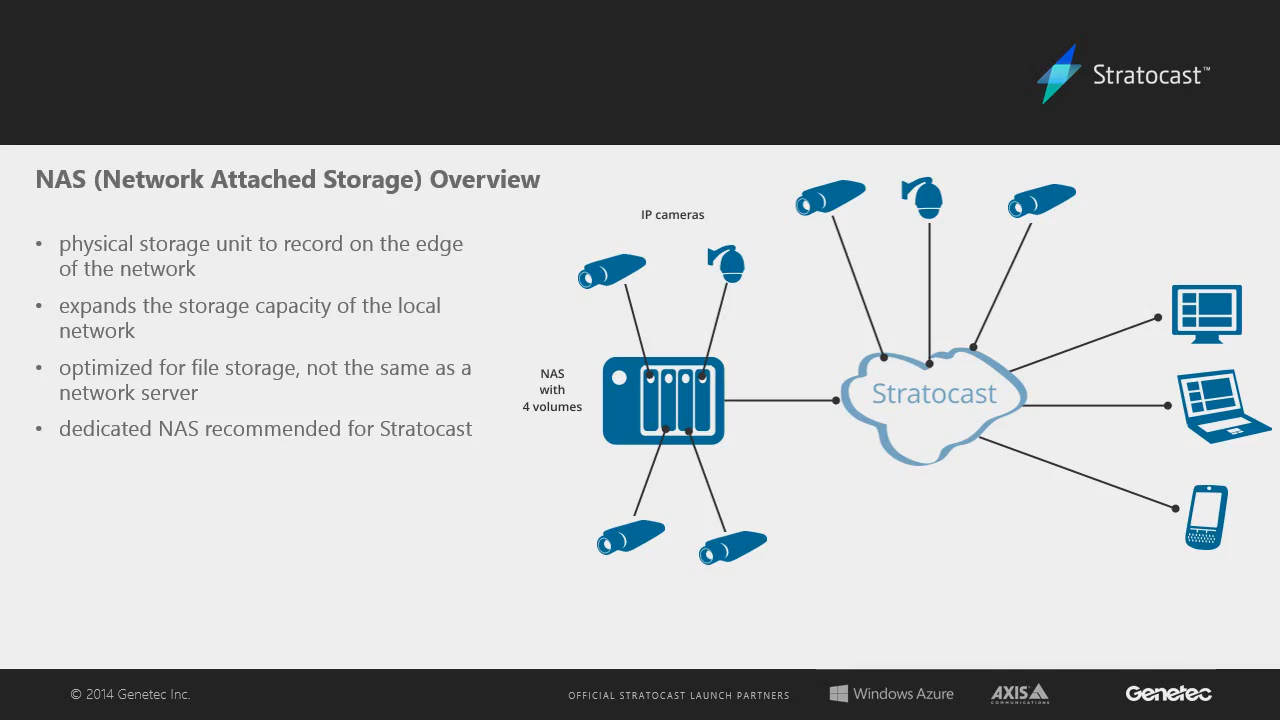 Stratocast™
NAS (Network Attached Storage) Overview
• physical storage unit to record on the edge
of the network
• expands the storage capacity of the local
network
• optimized for file storage, not the same as a
network server
• dedicated NAS recommended for Stratocast
IP cameras
NAS
with
4 volumes
Stratocast
© 2014 Genetec Inc.
OFFICIAL STRATOCAST LAUNCH PARTNERS
Windows Azure
AXIS
COMMUNICATIONS
Genetec